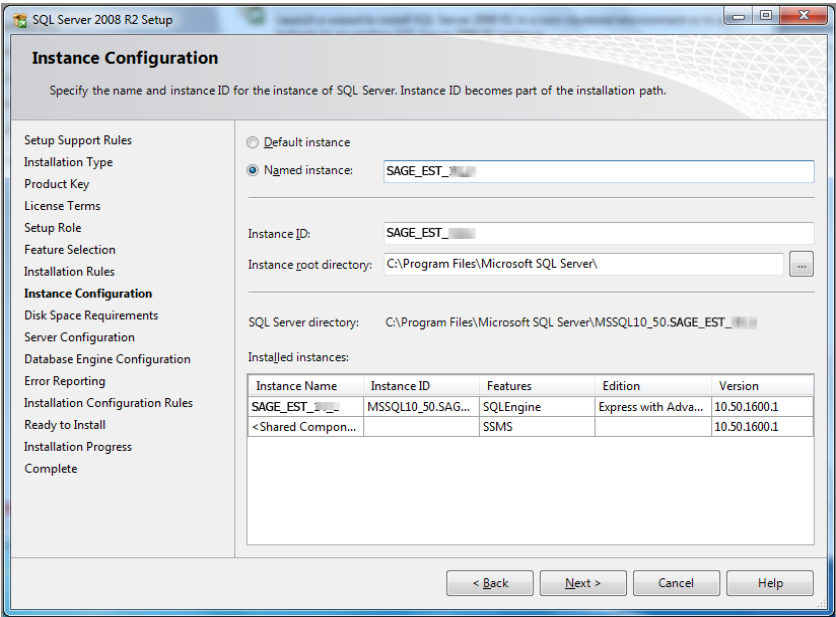 SQL Server 2008 R2 Setup
Instance Configuration
Specify the name and instance ID for the instance of SQL Server. Instance ID becomes part of the installation path.
Setup Support Rules
Installation Type
Product Key
License Terms
Setup Role
Feature Selection
Installation Rules
Instance Configuration
Disk Space Requirements
Server Configuration
Database Engine Configuration
Error Reporting
Installation Configuration Rules
Ready to Install
Installation Progress
Complete
Default instance
Named instance: SAGE_EST_
Instance ID: SAGE_EST_
Instance root directory: C:\Program Files\Microsoft SQL Server\ ...
SQL Server directory: C:\Program Files\Microsoft SQL Server\MSSQL10_50.SAGE_EST_
Installed instances:
Instance Name Instance ID Features Edition Version
SAGE_EST_ MSSQL10_50.SAG... SQLEngine Express with Adva... 10.50.1600.1
<Shared Compon... SSMS 10.50.1600.1
< Back Next > Cancel Help